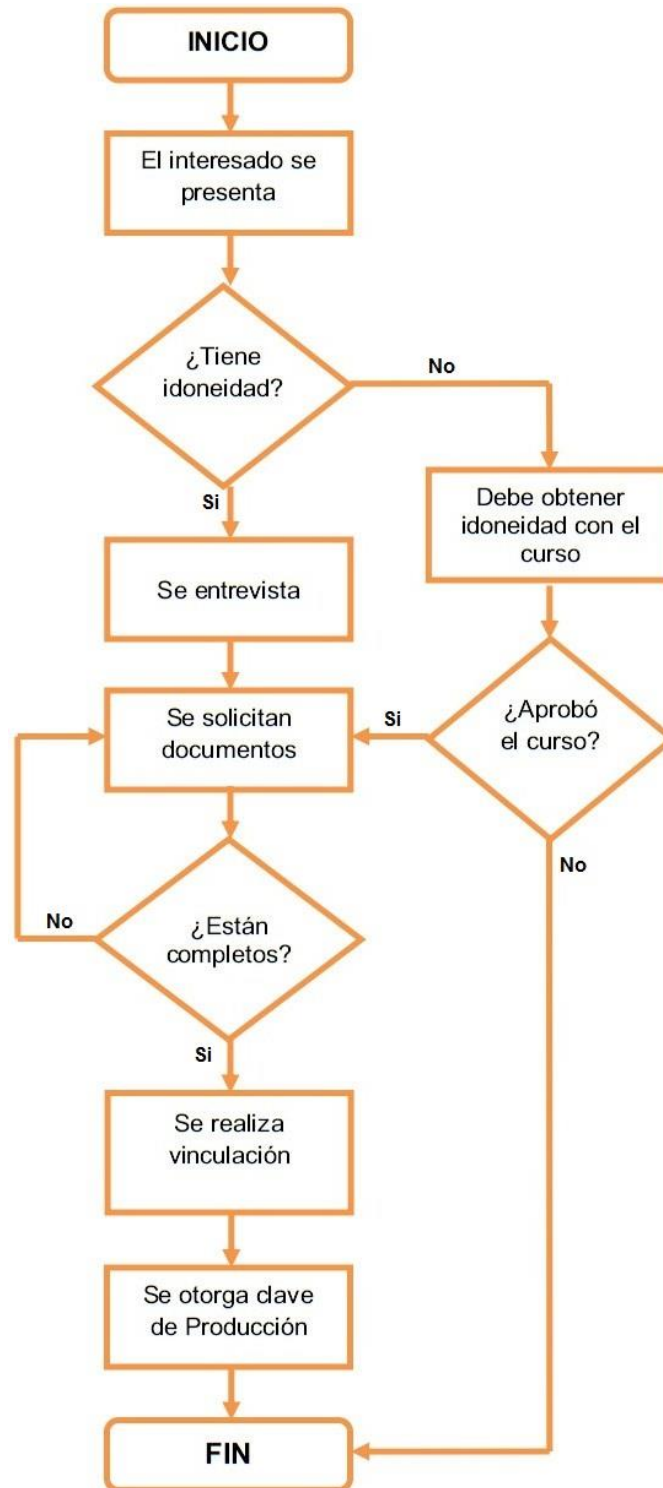 INICIO
El interesado se
presenta
¿Tiene
idoneidad?
No
Si
Debe obtener
idoneidad con el
curso
Se entrevista
Se solicitan
documentos
Si
¿Aprobó
el curso?
No
No
¿Están
completos?
Si
Se realiza
vinculación
Se otorga clave
de Producción
FIN